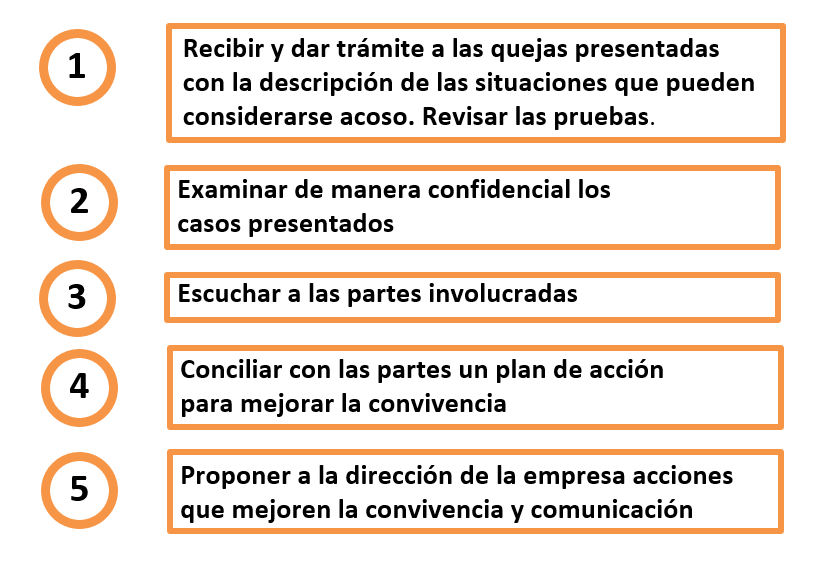 1
Recibir y dar trámite a las quejas presentadas
con la descripción de las situaciones que pueden
considerarse acoso. Revisar las pruebas.
2
Examinar de manera confidencial los
casos presentados
3
Escuchar a las partes involucradas
4
Conciliar con las partes un plan de acción
para mejorar la convivencia
5
Proponer a la dirección de la empresa acciones
que mejoren la convivencia y comunicación